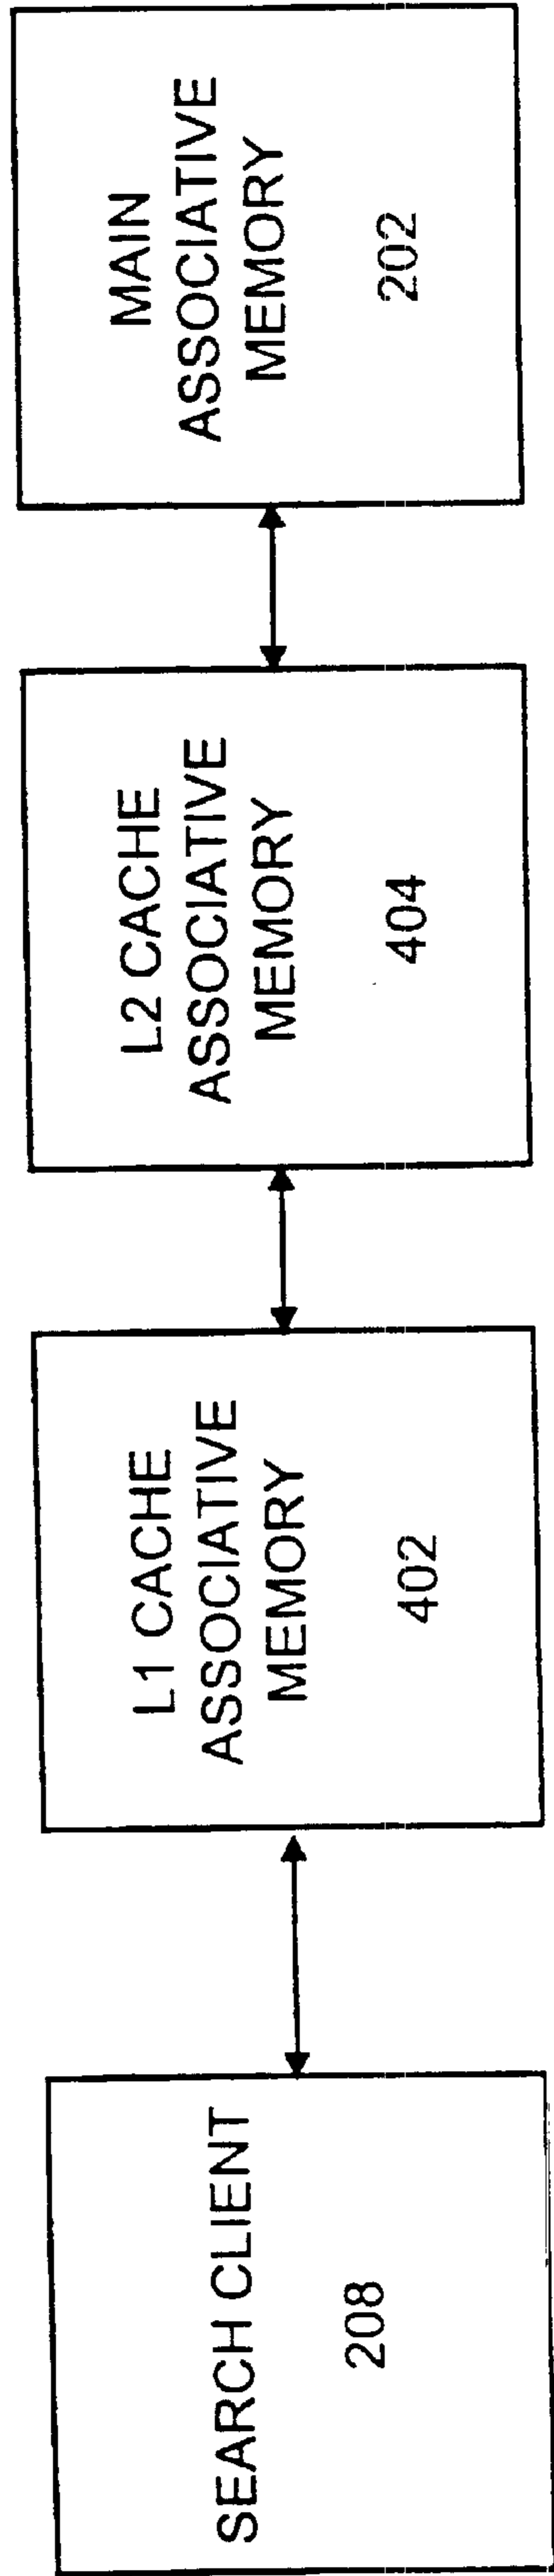 SEARCH CLIENT
208
L1 CACHE
ASSOCIATIVE
MEMORY
402
L2 CACHE
ASSOCIATIVE
MEMORY
404
MAIN
ASSOCIATIVE
MEMORY
202